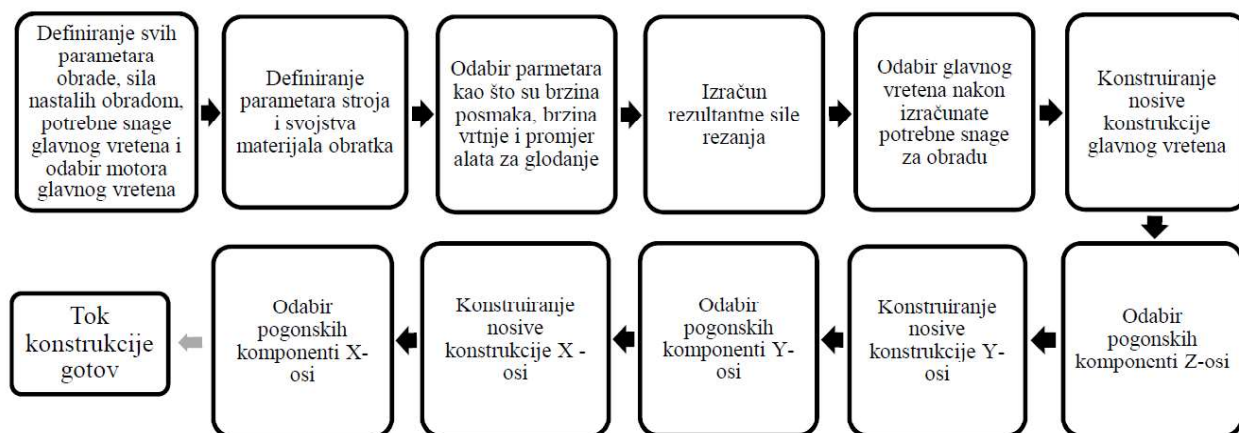 Definiranje svih
parametara
obrade, sila
nastalih obradom,
potrebne snage
glavnog vretena i
odabir motora
glavnog vretena
Definiranje
parametara stroja
i svojstva
materijala obratka
Odabir parmetara
kao što su brzina
posmaka, brzina
vrtnje i promjer
alata za glodanje
Izračun
rezultantne sile
rezanja
Odabir glavnog
vretena nakon
izračunate
potrebne snage
za obradu
Konstruiranje
nosive
konstrukcije
glavnog vretena
Odabir
pogonskih
komponenti Z-osi
Konstruiranje
nosive
konstrukcije Y-
osi
Odabir
pogonskih
komponenti Y-
osi
Konstruiranje
nosive
konstrukcije X -
osi
Odabir
pogonskih
komponenti X-
osi
Tok
konstrukcije
gotov